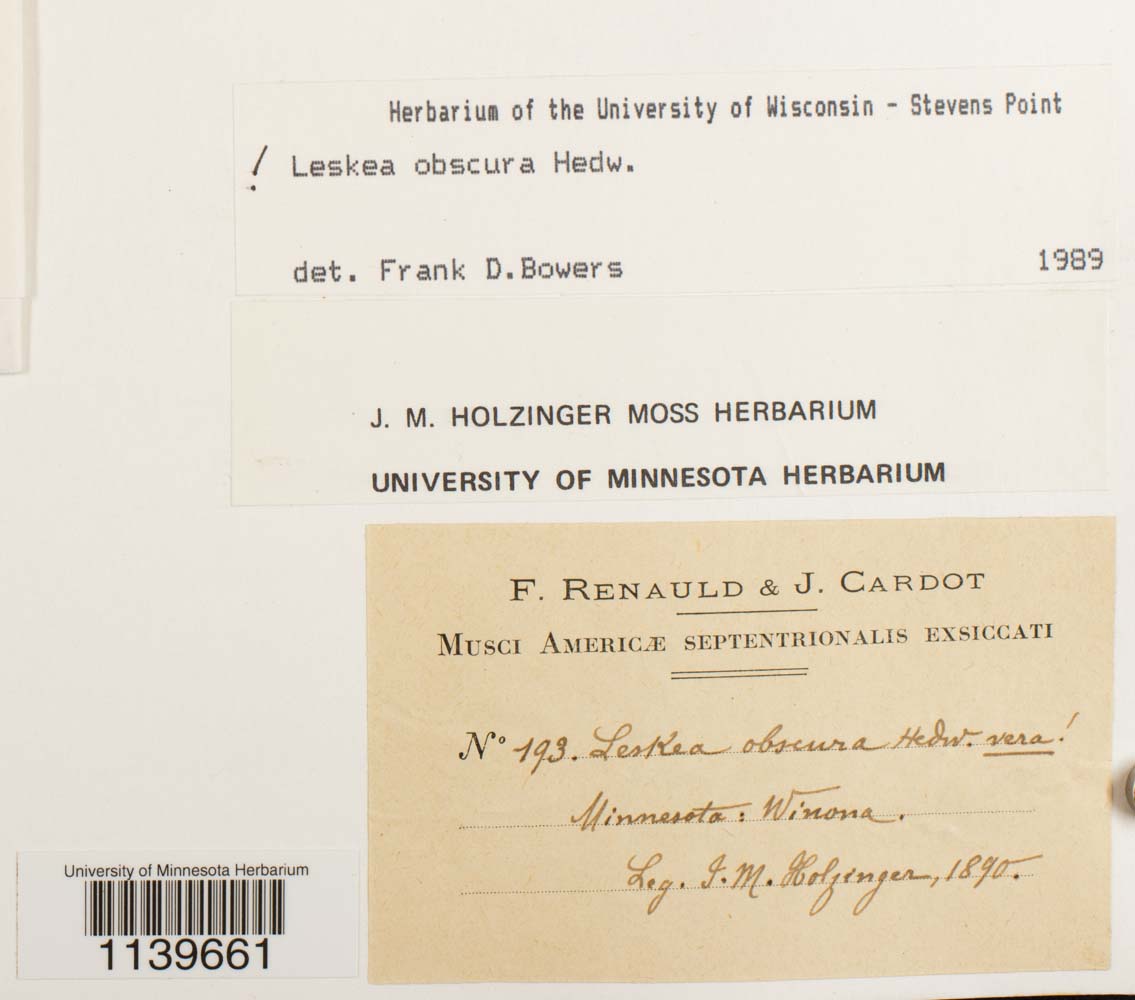 Herbarium of the University of Wisconsin - Stevens Point
! Leskea obscura Hedw.
det. Frank D.Bowers 1989
J. M. HOLZINGER MOSS HERBARIUM
UNIVERSITY OF MINNESOTA HERBARIUM
F. RENAULD & J. CARDOT
MUSCI AMERICÆ SEPTENTRIONALIS EXSICCATI
Nº 193. Leskea obscura Hedw. vera!
Minnesota: Winona.
Leg. J. M. Holzinger, 1890.
University of Minnesota Herbarium
1139661